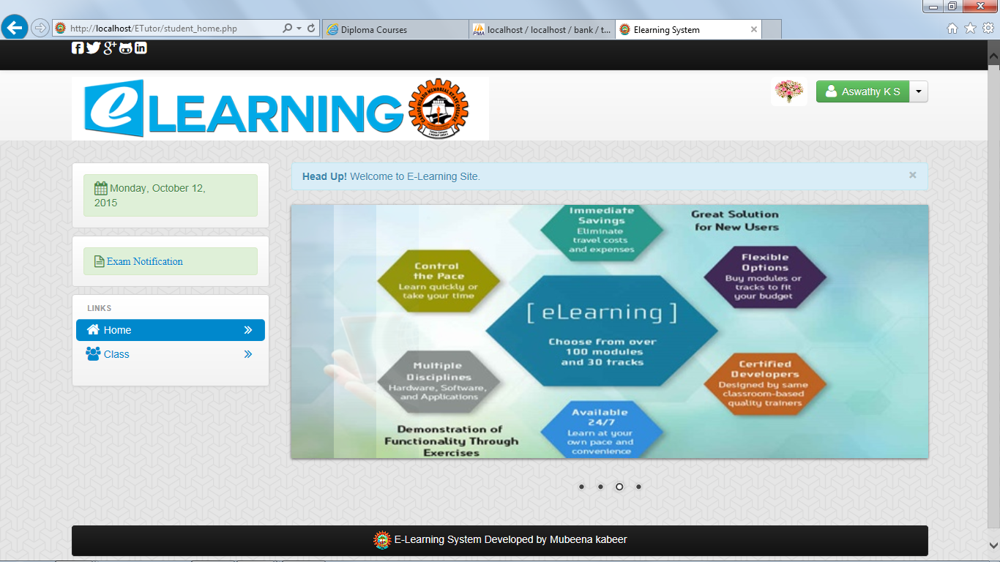 http://localhost/ETutor/student_home.php
Diploma Courses
localhost / localhost / bank / t...
Elearning System
eLEARNING
Aswathy K S
Monday, October 12,
2015
Exam Notification
LINKS
Home
Class
Head Up! Welcome to E-Learning Site.
×
Immediate
Savings
Eliminate
travel costs
and expenses
Great Solution
for New Users
Control
the Pace
Learn quickly or
take your time
Flexible
Options
Buy modules or
tracks to fit
your budget
[ eLearning ]
Choose from over
100 modules
and 30 tracks
Multiple
Disciplines
Hardware, Software,
and Applications
Certified
Developers
Designed by same
classroom-based
quality trainers
Available
24/7
Learn at your
own pace and
convenience
Demonstration of
Functionality Through
Exercises
E-Learning System Developed by Mubeena kabeer